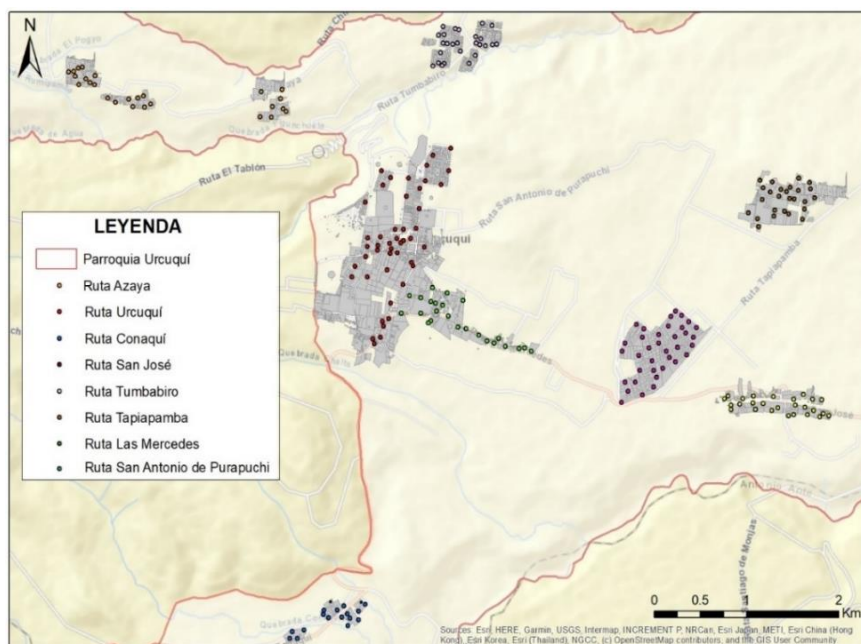 N
Ruta Tumbabiro
Ruta El Tablón
Ruta San Antonio de Purapuchi
Ruta Tapiapamba
LEYENDA
Parroquia Urcuquí
Ruta Azaya
Ruta Urcuquí
Ruta Conaquí
Ruta San José
Ruta Tumbabiro
Ruta Tapiapamba
Ruta Las Mercedes
Ruta San Antonio de Purapuchi
Antonio Ante
0 0.5 1 2
Km
Sources: Esri, HERE, Garmin, USGS, Intermap, INCREMENT P, NRCan, Esri Japan, METI, Esri China (Hong
Kong), Esri Korea, Esri (Thailand), NGCC, (c) OpenStreetMap contributors, and the GIS User Community